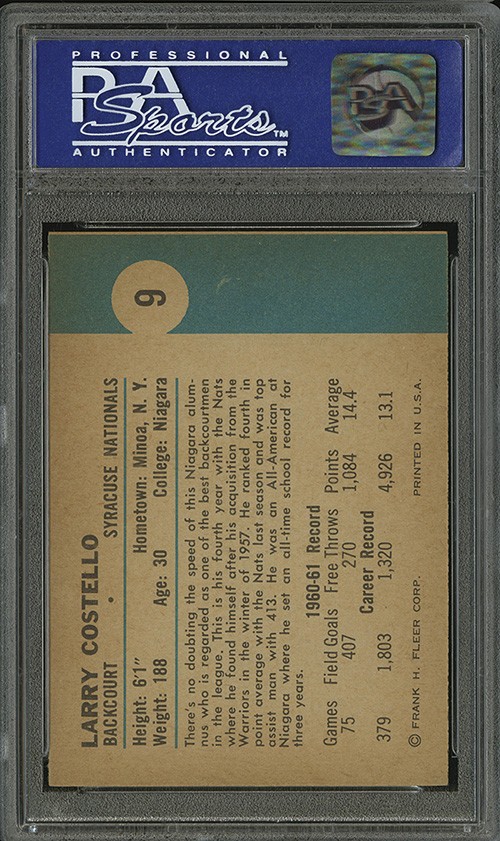 PROFESSIONAL
PSA
Sports™
AUTHENTICATOR
PSA
9
LARRY COSTELLO
BACKCOURT • SYRACUSE NATIONALS
Height: 6'1" Hometown: Minoa, N. Y.
Weight: 188 Age: 30 College: Niagara
There's no doubting the speed of this Niagara alum-
nus who is regarded as one of the best backcourtmen
in the league. This is his fourth year with the Nats
where he found himself after his acquisition from the
Warriors in the winter of 1957. He ranked fourth in
point average with the Nats last season and was top
assist man with 413. He was an All-American at
Niagara where he set an all-time school record for
three years.
1960-61 Record
Games Field Goals Free Throws Points Average
75 407 270 1,084 14.4
Career Record
379 1,803 1,320 4,926 13.1
© FRANK H. FLEER CORP. PRINTED IN U.S.A.